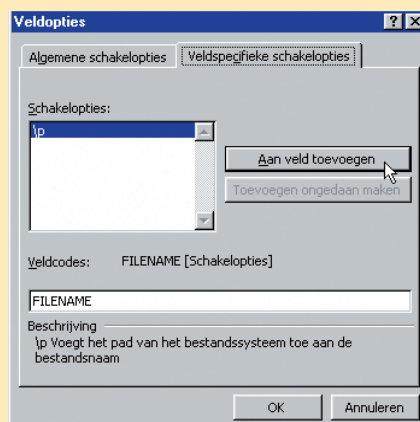 Veldopties
Algemene schakelopties
Veldspecifieke schakelopties
Schakelopties:
\p
Aan veld toevoegen
Toevoegen ongedaan maken
Veldcodes: FILENAME [Schakelopties]
FILENAME
Beschrijving
\p Voegt het pad van het bestandssysteem toe aan de
bestandsnaam
OK
Annuleren